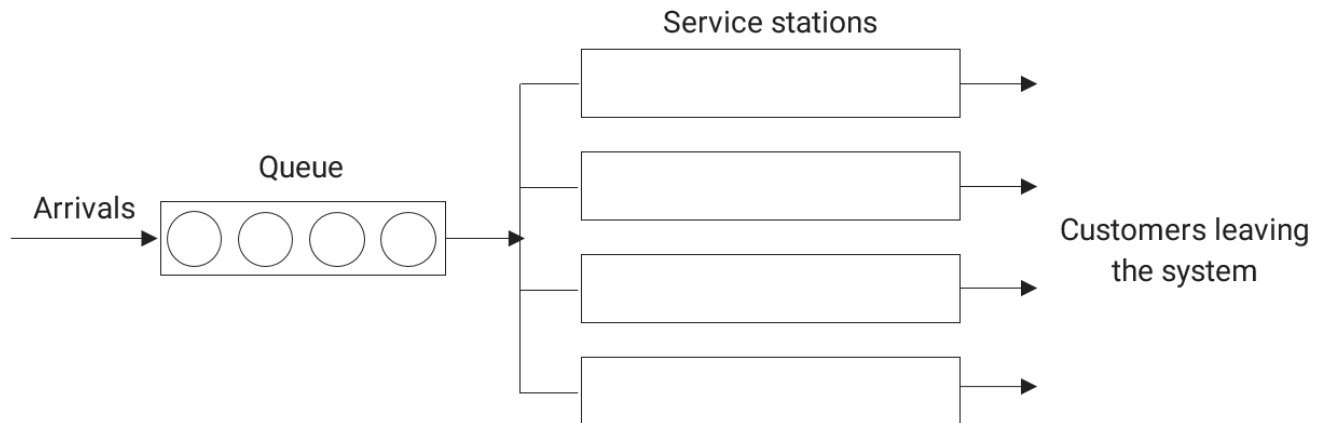 Service stations
Queue
Arrivals
Customers leaving
the system